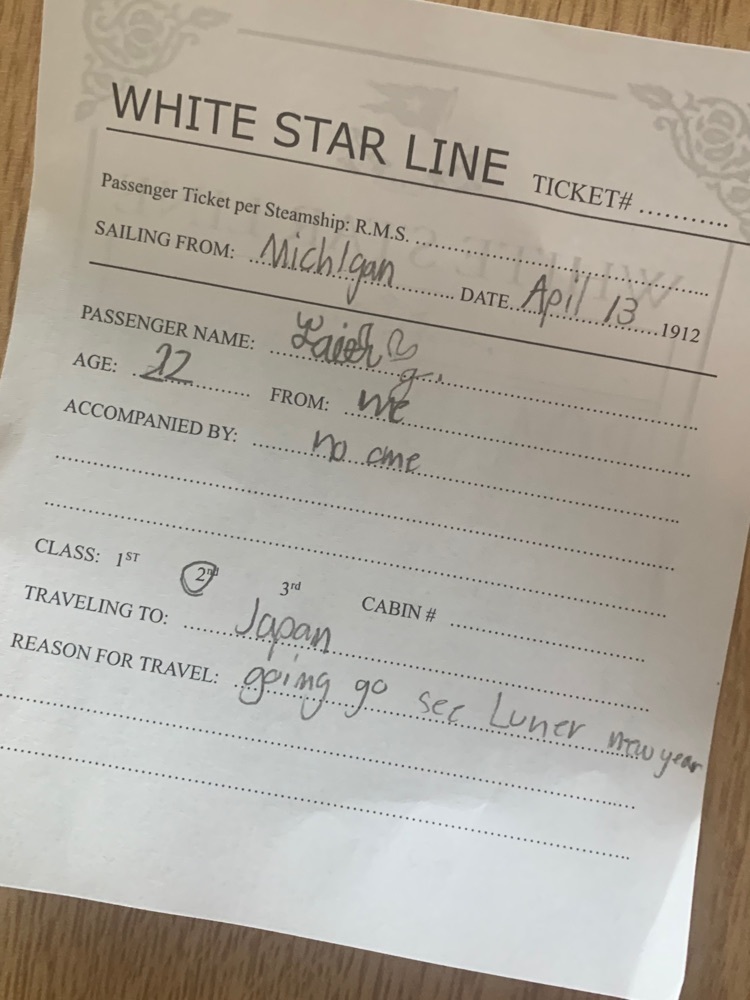 WHITE STAR LINE TICKET# ...........
Passenger Ticket per Steamship: R.M.S. ......................................................
SAILING FROM: Michigan DATE April 13 1912
PASSENGER NAME:
AGE: 22 FROM: me
ACCOMPANIED BY: no one
CLASS: 1ST 2nd 3rd CABIN # ....................................
TRAVELING TO: Japan
REASON FOR TRAVEL: going go see Luner new year